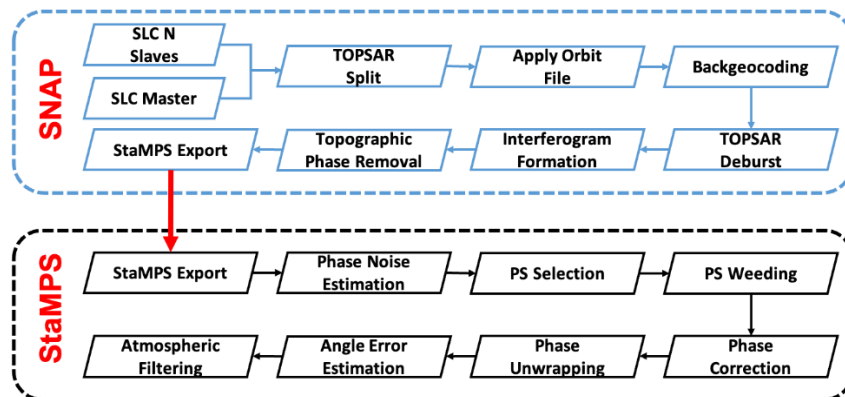 SNAP
SLC N
Slaves
SLC Master
TOPSAR
Split
Apply Orbit
File
Backgeocoding
TOPSAR
Deburst
Interferogram
Formation
Topographic
Phase Removal
StaMPS Export
StaMPS
StaMPS Export
Phase Noise
Estimation
PS Selection
PS Weeding
Phase
Correction
Phase
Unwrapping
Angle Error
Estimation
Atmospheric
Filtering